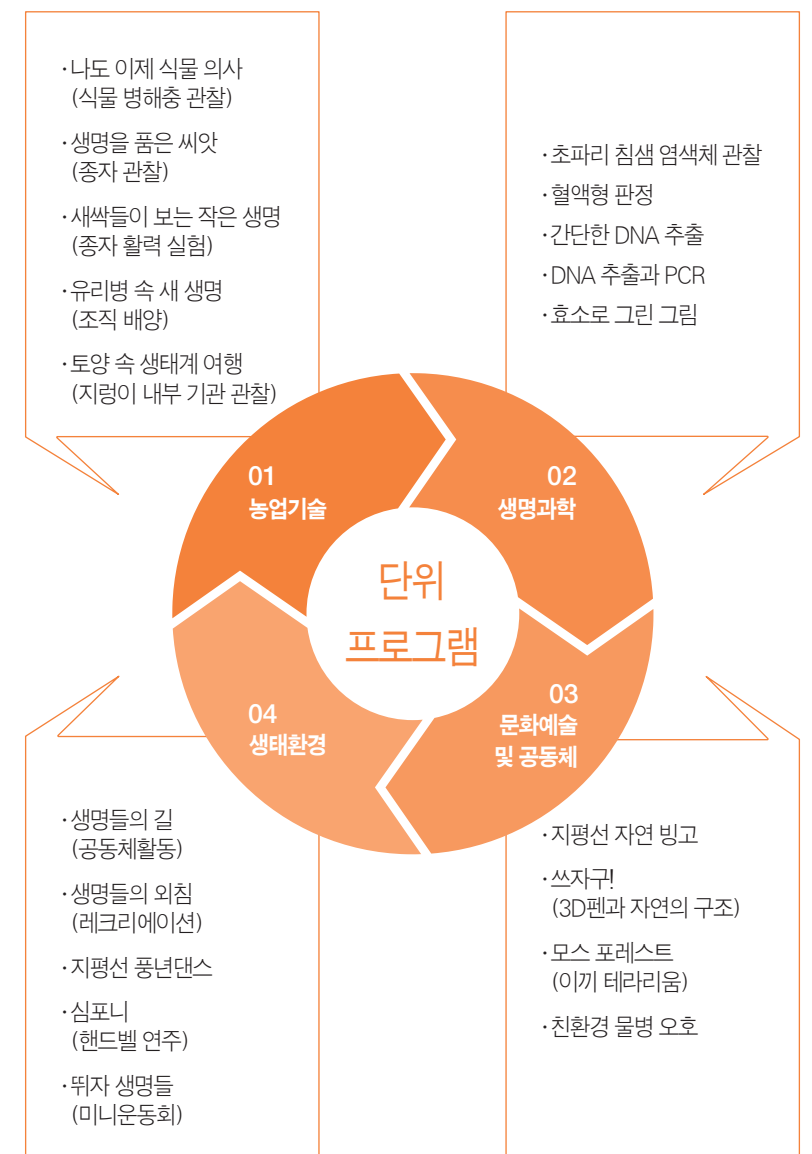 ·나도 이제 식물 의사
(식물 병해충 관찰)
·생명을 품은 씨앗
(종자 관찰)
·새싹들이 보는 작은 생명
(종자 활력 실험)
·유리병 속 새 생명
(조직 배양)
·토양 속 생태계 여행
(지렁이 내부 기관 관찰)
·초파리 침샘 염색체 관찰
·혈액형 판정
·간단한 DNA 추출
·DNA 추출과 PCR
·효소로 그린 그림
01
농업기술
02
생명과학
단위
프로그램
03
문화예술
및 공동체
04
생태환경
·생명들의 길
(공동체활동)
·생명들의 외침
(레크리에이션)
·지평선 풍년댄스
·심포니
(핸드벨 연주)
·뛰자 생명들
(미니운동회)
·지평선 자연 빙고
·쓰자구!
(3D펜과 자연의 구조)
·모스 포레스트
(이끼 테라리움)
·친환경 물병 오호